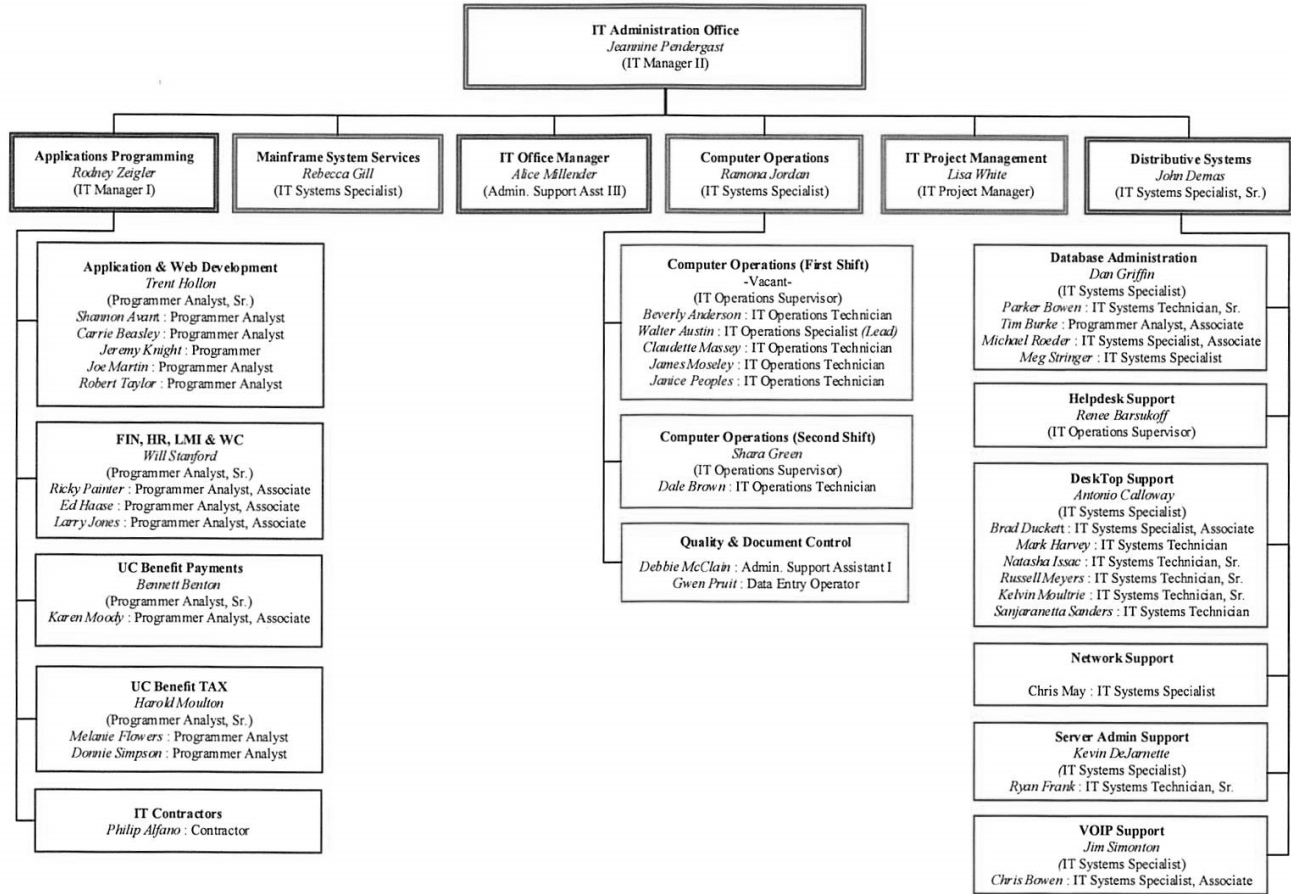 IT Administration Office
Jeannine Pendergast
(IT Manager II)
Applications Programming
Rodney Zeigler
(IT Manager I)
Mainframe System Services
Rebecca Gill
(IT Systems Specialist)
IT Office Manager
Alice Millender
(Admin. Support Asst III)
Computer Operations
Ramona Jordan
(IT Systems Specialist)
IT Project Management
Lisa White
(IT Project Manager)
Distributive Systems
John Demas
(IT Systems Specialist, Sr.)
Application & Web Development
Trent Hollon
(Programmer Analyst, Sr.)
Shannon Avant : Programmer Analyst
Carrie Beasley : Programmer Analyst
Jeremy Knight : Programmer
Joe Martin : Programmer Analyst
Robert Taylor : Programmer Analyst
FIN, HR, LMI & WC
Will Stanford
(Programmer Analyst, Sr.)
Ricky Painter : Programmer Analyst, Associate
Ed Haase : Programmer Analyst, Associate
Larry Jones : Programmer Analyst, Associate
UC Benefit Payments
Bennett Benton
(Programmer Analyst, Sr.)
Karen Moody : Programmer Analyst, Associate
UC Benefit TAX
Harold Moulton
(Programmer Analyst, Sr.)
Melanie Flowers : Programmer Analyst
Donnie Simpson : Programmer Analyst
IT Contractors
Philip Alfano : Contractor
Computer Operations (First Shift)
-Vacant-
(IT Operations Supervisor)
Beverly Anderson : IT Operations Technician
Walter Austin : IT Operations Specialist (Lead)
Claudette Massey : IT Operations Technician
James Moseley : IT Operations Technician
Janice Peoples : IT Operations Technician
Computer Operations (Second Shift)
Shara Green
(IT Operations Supervisor)
Dale Brown : IT Operations Technician
Quality & Document Control
Debbie McClain : Admin. Support Assistant I
Gwen Pruit : Data Entry Operator
Database Administration
Dan Griffin
(IT Systems Specialist)
Parker Bowen : IT Systems Technician, Sr.
Tim Burke : Programmer Analyst, Associate
Michael Roeder : IT Systems Specialist, Associate
Meg Stringer : IT Systems Specialist
Helpdesk Support
Renee Barsukoff
(IT Operations Supervisor)
DeskTop Support
Antonio Calloway
(IT Systems Specialist)
Brad Duckett : IT Systems Specialist, Associate
Mark Harvey : IT Systems Technician
Natasha Issac : IT Systems Technician, Sr.
Russell Meyers : IT Systems Technician, Sr.
Kelvin Moultrie : IT Systems Technician, Sr.
Sanjaranetta Sanders : IT Systems Technician
Network Support
Chris May : IT Systems Specialist
Server Admin Support
Kevin DeJarnette
(IT Systems Specialist)
Ryan Frank : IT Systems Technician, Sr.
VOIP Support
Jim Simonton
(IT Systems Specialist)
Chris Bowen : IT Systems Specialist, Associate